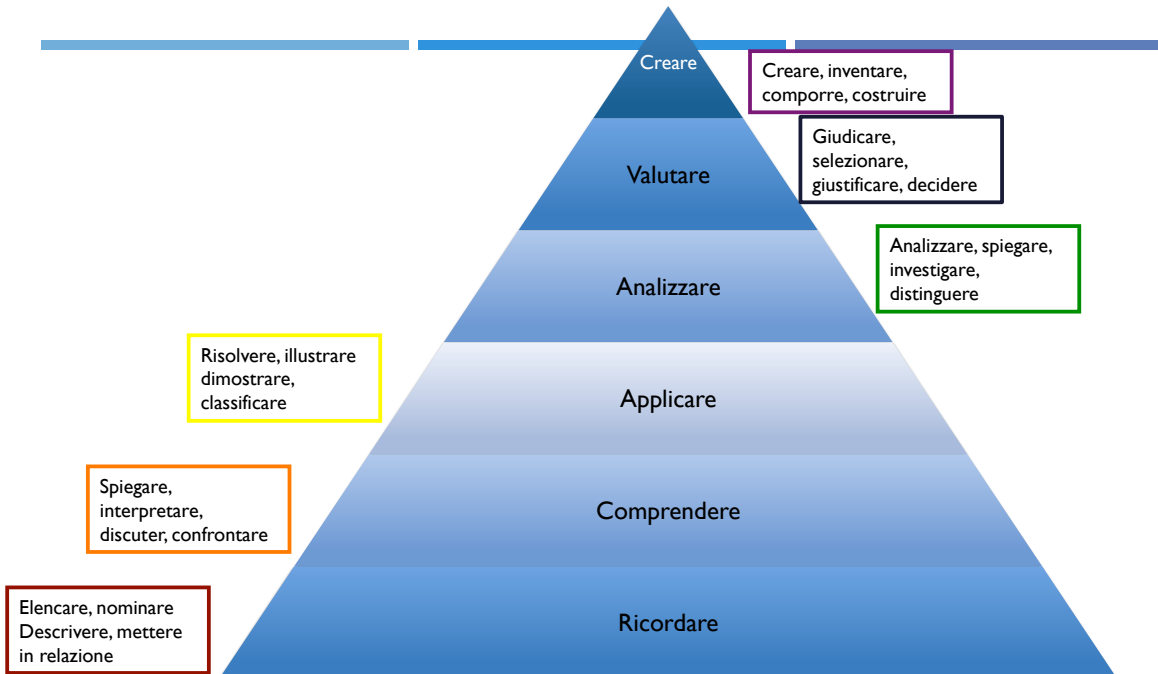 Creare
Creare, inventare,
comporre, costruire
Valutare
Giudicare,
selezionare,
giustificare, decidere
Analizzare
Analizzare, spiegare,
investigare,
distinguere
Risolvere, illustrare
dimostrare,
classificare
Applicare
Spiegare,
interpretare,
discuter, confrontare
Comprendere
Elencare, nominare
Descrivere, mettere
in relazione
Ricordare